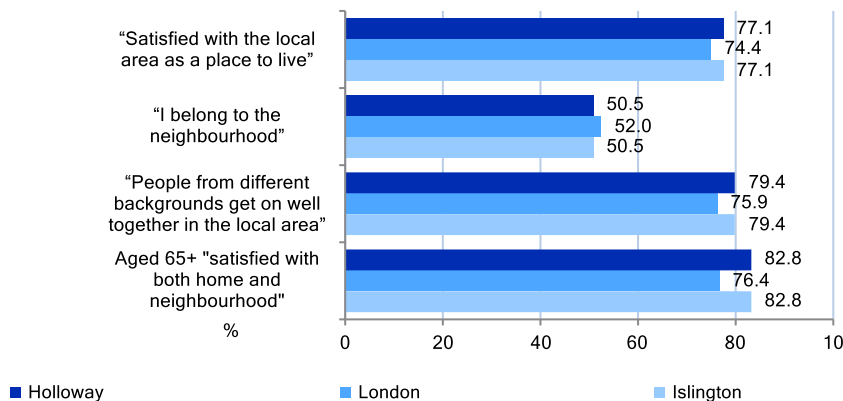 “Satisfied with the local
area as a place to live”
77.1
74.4
77.1
“I belong to the
neighbourhood”
50.5
52.0
50.5
“People from different
backgrounds get on well
together in the local area”
79.4
75.9
79.4
Aged 65+ "satisfied with
both home and
neighbourhood"
82.8
76.4
82.8
%
0 20 40 60 80 10
Holloway London Islington